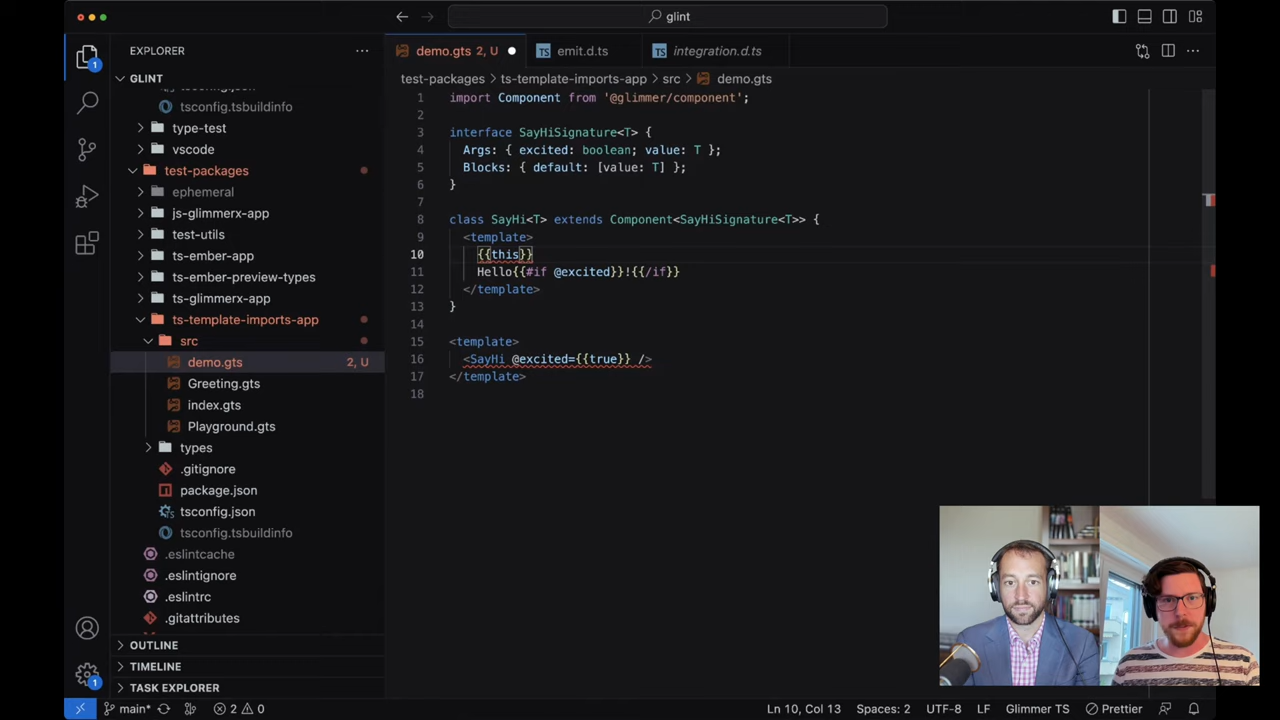 glint
EXPLORER
GLINT
tsconfig.tsbuildinfo
type-test
vscode
test-packages
ephemeral
js-glimmerx-app
test-utils
ts-ember-app
ts-ember-preview-types
ts-glimmerx-app
ts-template-imports-app
src
demo.gts 2, U
Greeting.gts
index.gts
Playground.gts
types
.gitignore
package.json
tsconfig.json
tsconfig.tsbuildinfo
.eslintcache
.eslintignore
.eslintrc
.gitattributes
OUTLINE
TIMELINE
TASK EXPLORER
1
1
demo.gts 2, U
TS emit.d.ts
TS integration.d.ts
test-packages > ts-template-imports-app > src > demo.gts
1 import Component from '@glimmer/component';
2
3 interface SayHiSignature<T> {
4 Args: { excited: boolean; value: T };
5 Blocks: { default: [value: T] };
6 }
7
8 class SayHi<T> extends Component<SayHiSignature<T>> {
9 <template>
10 {{this}}
11 Hello{{#if @excited}}!{{/if}}
12 </template>
13 }
14
15 <template>
16 <SayHi @excited={{true}} />
17 </template>
18
main* 2 0 Ln 10, Col 13 Spaces: 2 UTF-8 LF Glimmer TS Prettier